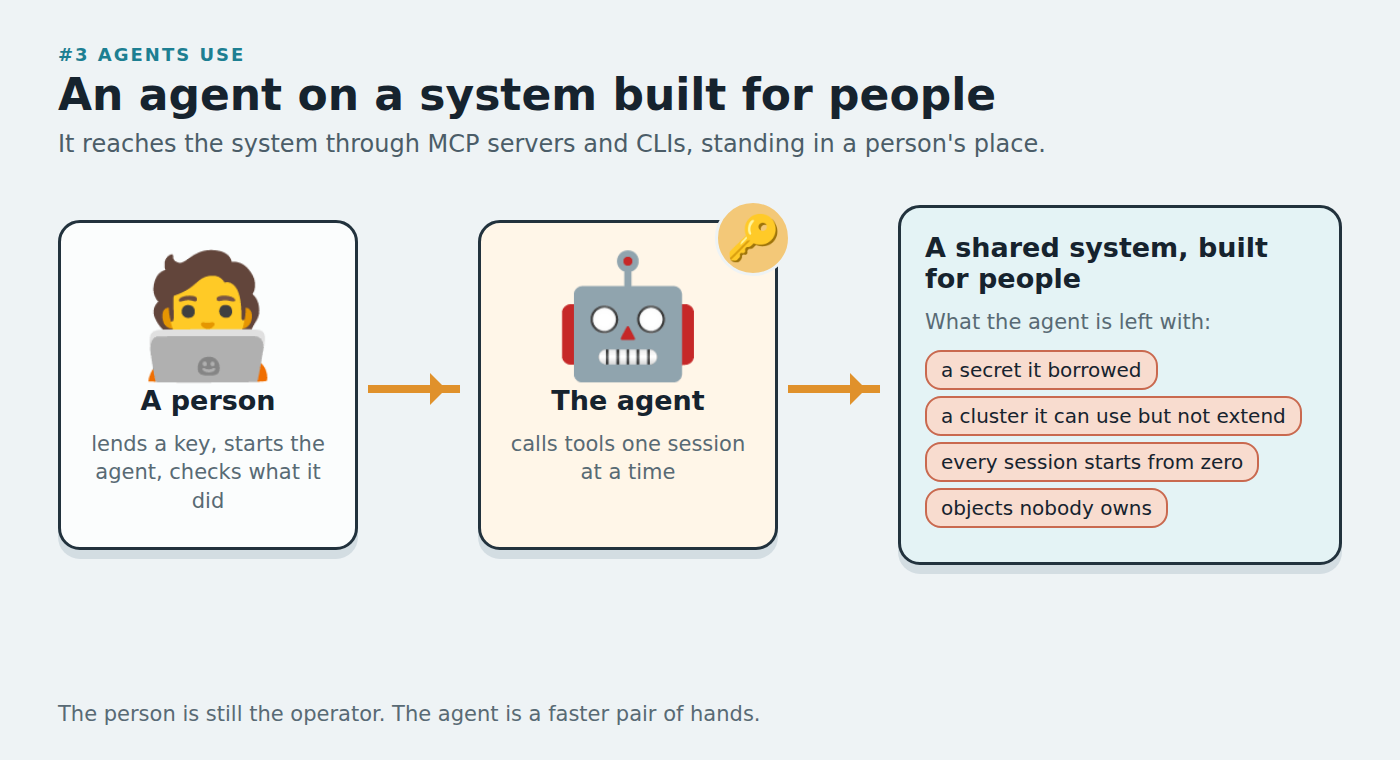 #3 AGENTS USE
An agent on a system built for people
It reaches the system through MCP servers and CLIs, standing in a person's place.
A person
lends a key, starts the
agent, checks what it
did
The agent
calls tools one session
at a time
A shared system, built
for people
What the agent is left with:
a secret it borrowed
a cluster it can use but not extend
every session starts from zero
objects nobody owns
The person is still the operator. The agent is a faster pair of hands.